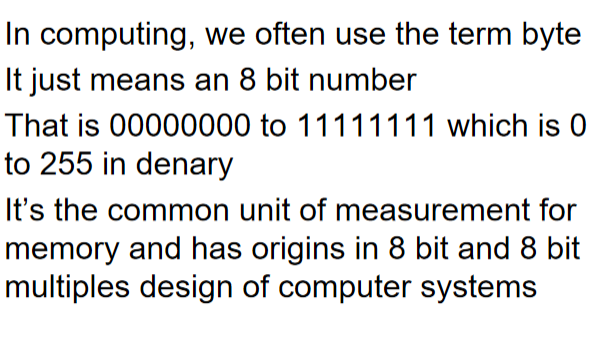 In computing, we often use the term byte
It just means an 8 bit number
That is 00000000 to 11111111 which is 0
to 255 in denary
It’s the common unit of measurement for
memory and has origins in 8 bit and 8 bit
multiples design of computer systems